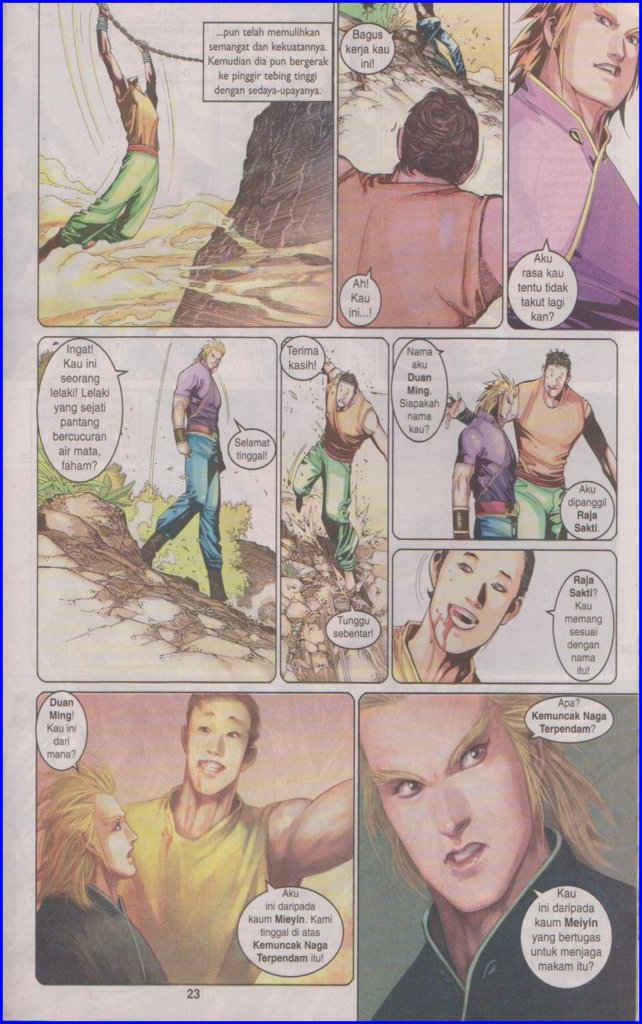 ...pun telah memulihkan
semangat dan kekuatannya.
Kemudian dia pun bergerak
ke pinggir tebing tinggi
dengan sedaya-upayanya.
Bagus
kerja kau
ini!
Ah!
Kau
ini...!
Aku
rasa kau
tentu tidak
takut lagi
kan?
Ingat!
Kau ini
seorang
lelaki! Lelaki
yang sejati
pantang
bercucuran
air mata,
faham?
Selamat
tinggal!
Terima
kasih!
Tunggu
sebentar!
Nama
aku
Duan
Ming.
Siapakah
nama
kau?
Aku
dipanggil
Raja
Sakti.
Raja
Sakti?
Kau
memang
sesuai
dengan
nama
itu!
Duan
Ming!
Kau ini
dari
mana?
Aku
ini daripada
kaum Mieyin. Kami
tinggal di atas
Kemuncak Naga
Terpendam itu!
Apa?
Kemuncak Naga
Terpendam?
Kau
ini daripada
kaum Meiyin
yang bertugas
untuk menjaga
makam itu?
23